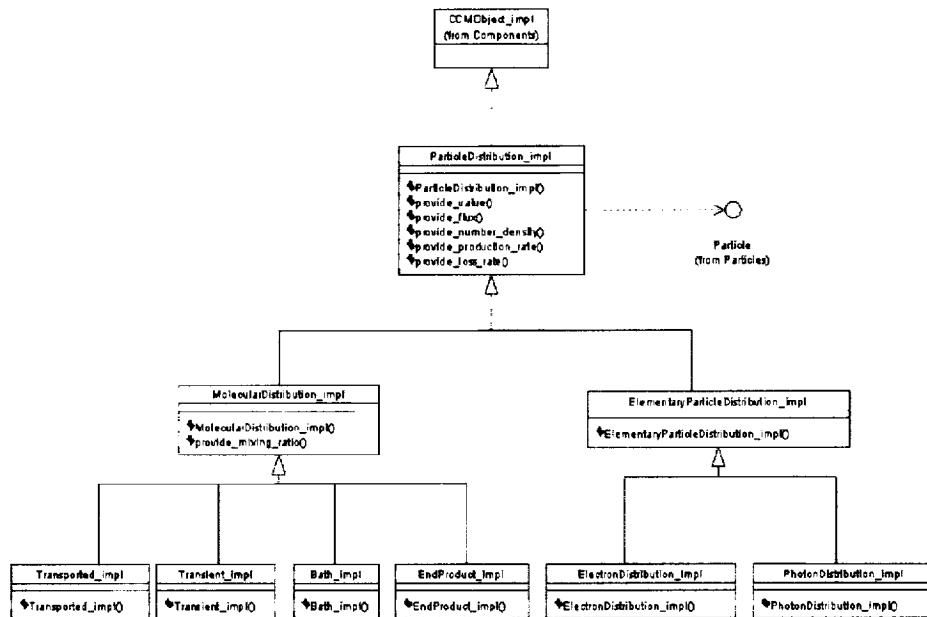 CCMObject_impl
(from Components)
ParticleDistribution_impl
ParticleDistribution_impl()
provide_value()
provide_flux()
provide_number_density()
provide_production_rate()
provide_loss_rate()
Particle
(from Particles)
MolecularDistribution_impl
MolecularDistribution_impl()
provide_mixing_ratio()
ElementaryParticleDistribution_impl
ElementaryParticleDistribution_impl()
Transported_impl
Transported_impl()
Transient_impl
Transient_impl()
Bath_impl
Bath_impl()
EndProduct_impl
EndProduct_impl()
ElectronDistribution_impl
ElectronDistribution_impl()
PhotonDistribution_impl
PhotonDistribution_impl()